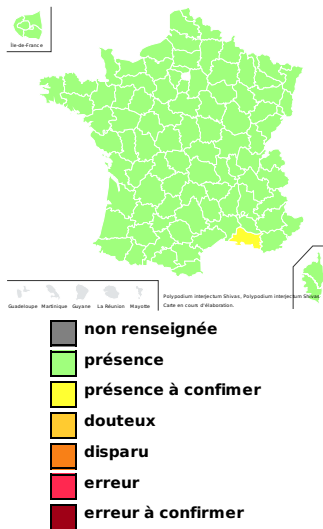 Île-de-France
Polypodium interjectum Shivas, Polypodium interjectum Shivas
Carte en cours d'élaboration.
Guadeloupe Martinique Guyane La Réunion Mayotte
non renseignée
présence
présence à confimer
douteux
disparu
erreur
erreur à confirmer